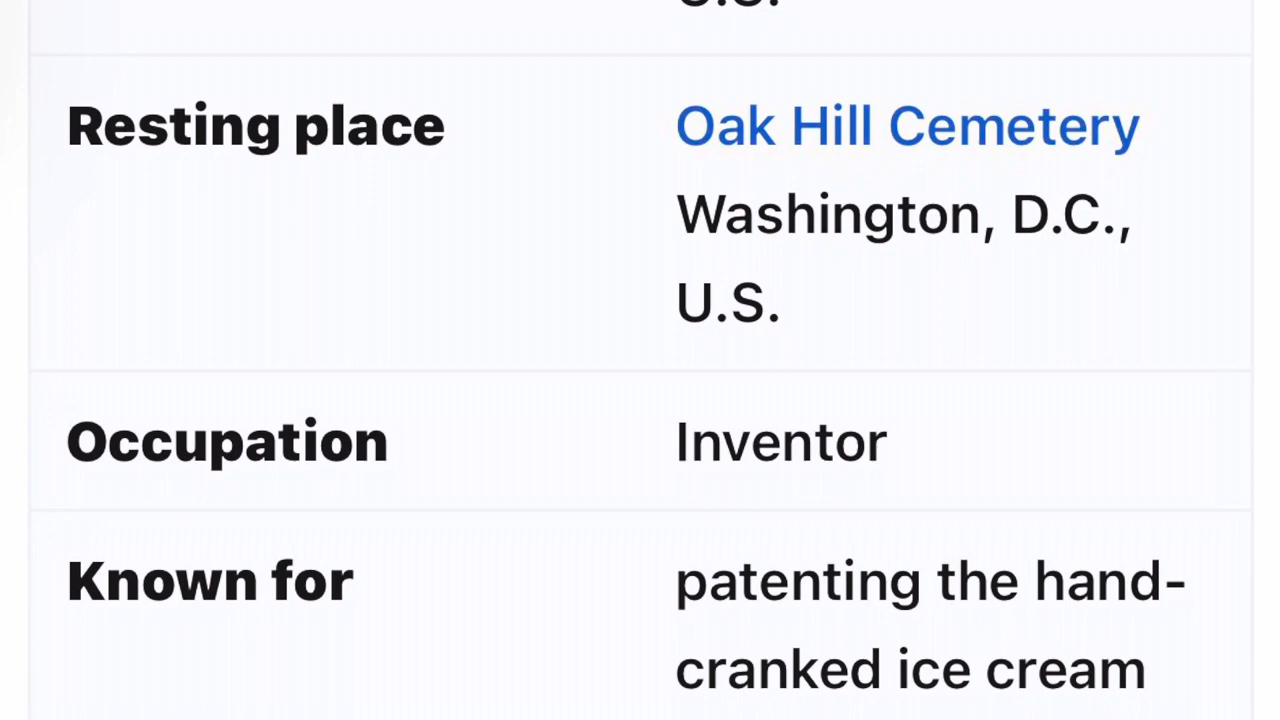 U.S.
Resting place
Oak Hill Cemetery
Washington, D.C.,
U.S.
Occupation
Inventor
Known for
patenting the hand-
cranked ice cream